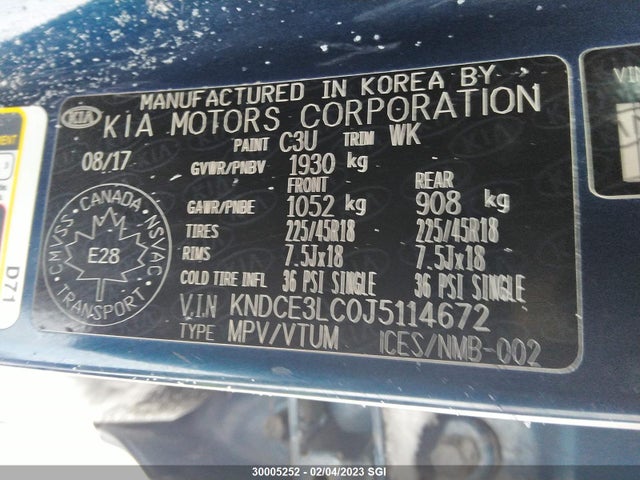 MANUFACTURED IN KOREA BY
KIA KIA MOTORS CORPORATION
PAINT C3U TRIM WK
08/17 GVWR/PNBV 1930 kg
FRONT REAR
GAWR/PNBE 1052 kg 908 kg
TIRES 225/45R18 225/45R18
RIMS 7.5Jx18 7.5Jx18
COLD TIRE INFL 36 PSI SINGLE 36 PSI SINGLE
V.I.N KNDCE3LC0J5114672
TYPE MPV/VTUM ICES/NMB-002
CANADA
CMVSS NSVAC
E28
TRANSPORT
D71
VIN
30005252 - 02/04/2023 SGI